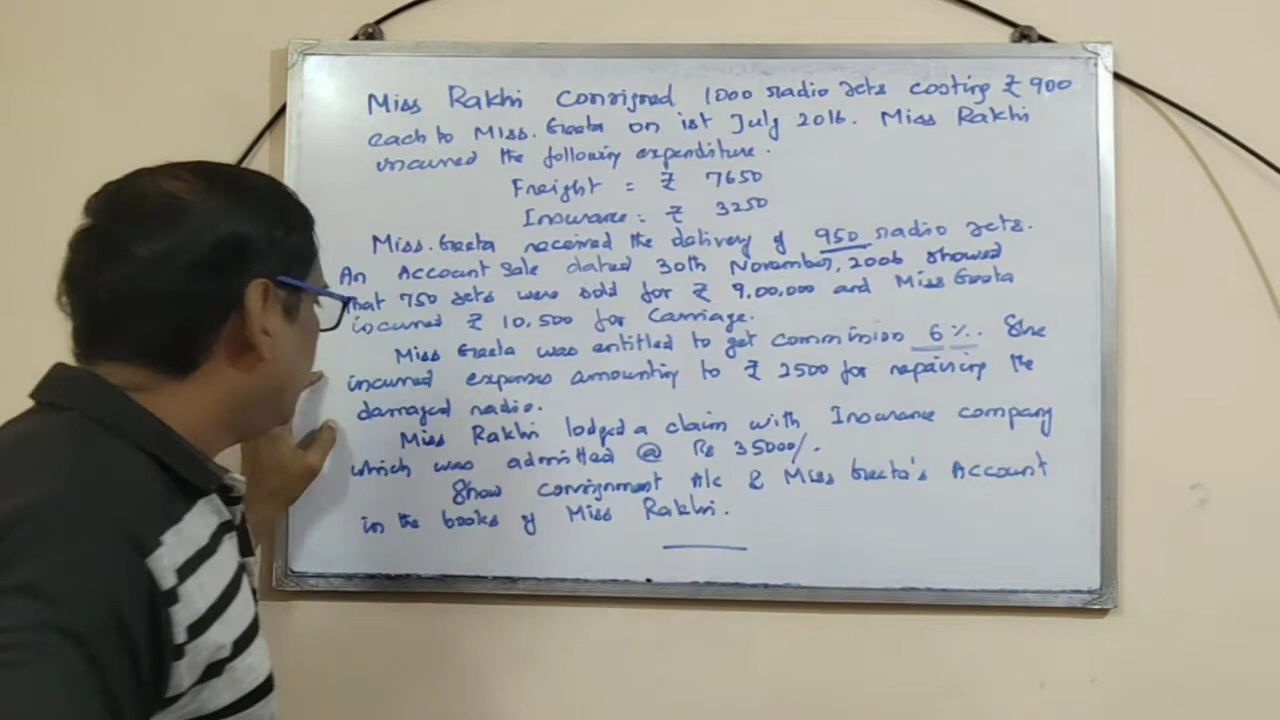 Miss Rakhi consigned 1000 radio sets costing ₹ 900
each to Miss. Geeta on 1st July 2016. Miss Rakhi
incurred the following expenditure.
Freight = ₹ 7650
Insurance : ₹ 3250
Miss. Geeta received the delivery of 950 radio sets.
An Account Sale dated 30th November, 2006 showed
that 750 sets were sold for ₹ 9,00,000 and Miss Geeta
incurred ₹ 10,500 for Carriage.
Miss Geeta was entitled to get commission 6 %. She
incurred expenses amounting to ₹ 2500 for repairing the
damaged radio.
Miss Rakhi lodged a claim with Insurance company
which was admitted @ Rs 35000/.
Show consignment A/c & Miss Geeta's Account
in the books of Miss Rakhi.